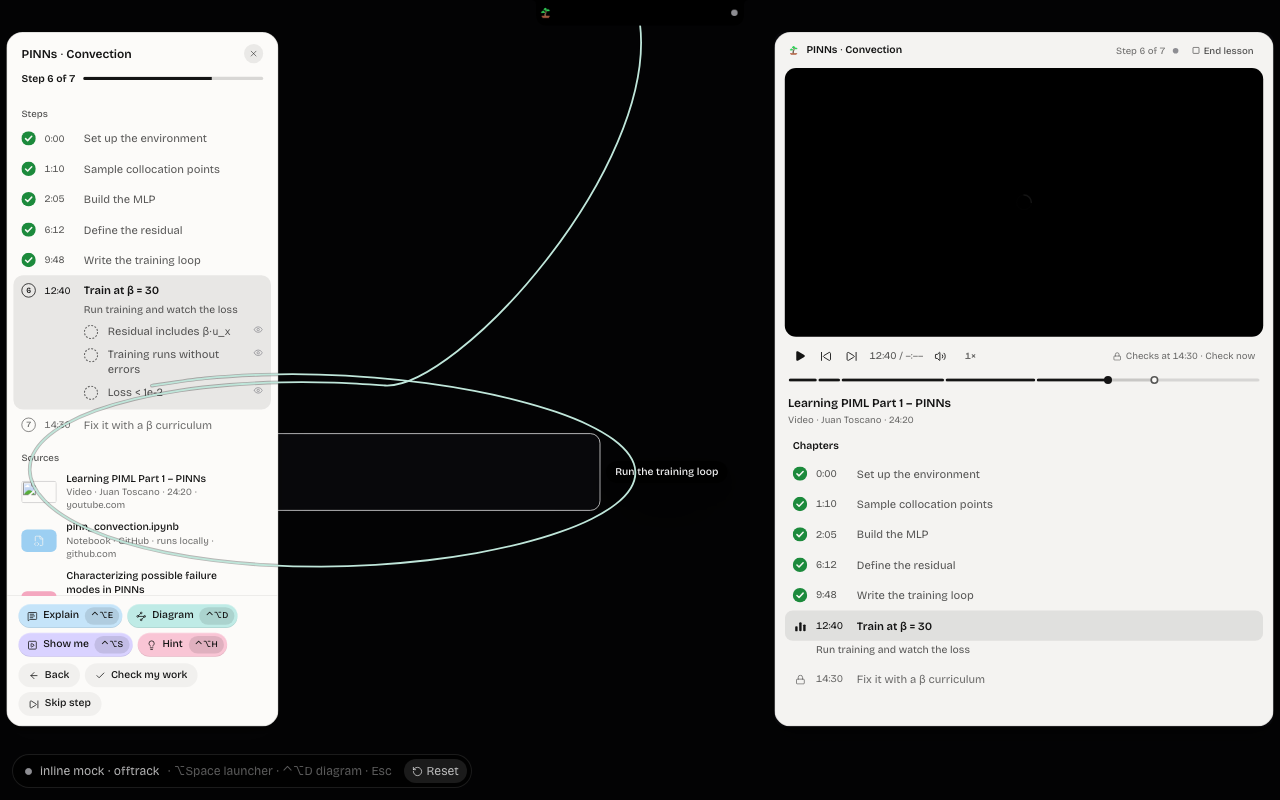 PINNs · Convection
Step 6 of 7
Steps
0:00 Set up the environment
1:10 Sample collocation points
2:05 Build the MLP
6:12 Define the residual
9:48 Write the training loop
6 12:40 Train at β = 30
Run training and watch the loss
Residual includes β·u_x
Training runs without
errors
Loss < 1e-2
7 14:30 Fix it with a β curriculum
Sources
Learning PIML Part 1 – PINNs
Video · Juan Toscano · 24:20 ·
youtube.com
pinn_convection.ipynb
Notebook · GitHub · runs locally ·
github.com
Characterizing possible failure
modes in PINNs
Explain ^⌥E
Diagram ^⌥D
Show me ^⌥S
Hint ^⌥H
Back
Check my work
Skip step
Run the training loop
PINNs · Convection
Step 6 of 7
End lesson
12:40 / –:––
1×
Checks at 14:30 · Check now
Learning PIML Part 1 – PINNs
Video · Juan Toscano · 24:20
Chapters
0:00 Set up the environment
1:10 Sample collocation points
2:05 Build the MLP
6:12 Define the residual
9:48 Write the training loop
12:40 Train at β = 30
Run training and watch the loss
14:30 Fix it with a β curriculum
inline mock · offtrack · ⌥Space launcher · ^⌥D diagram · Esc
Reset